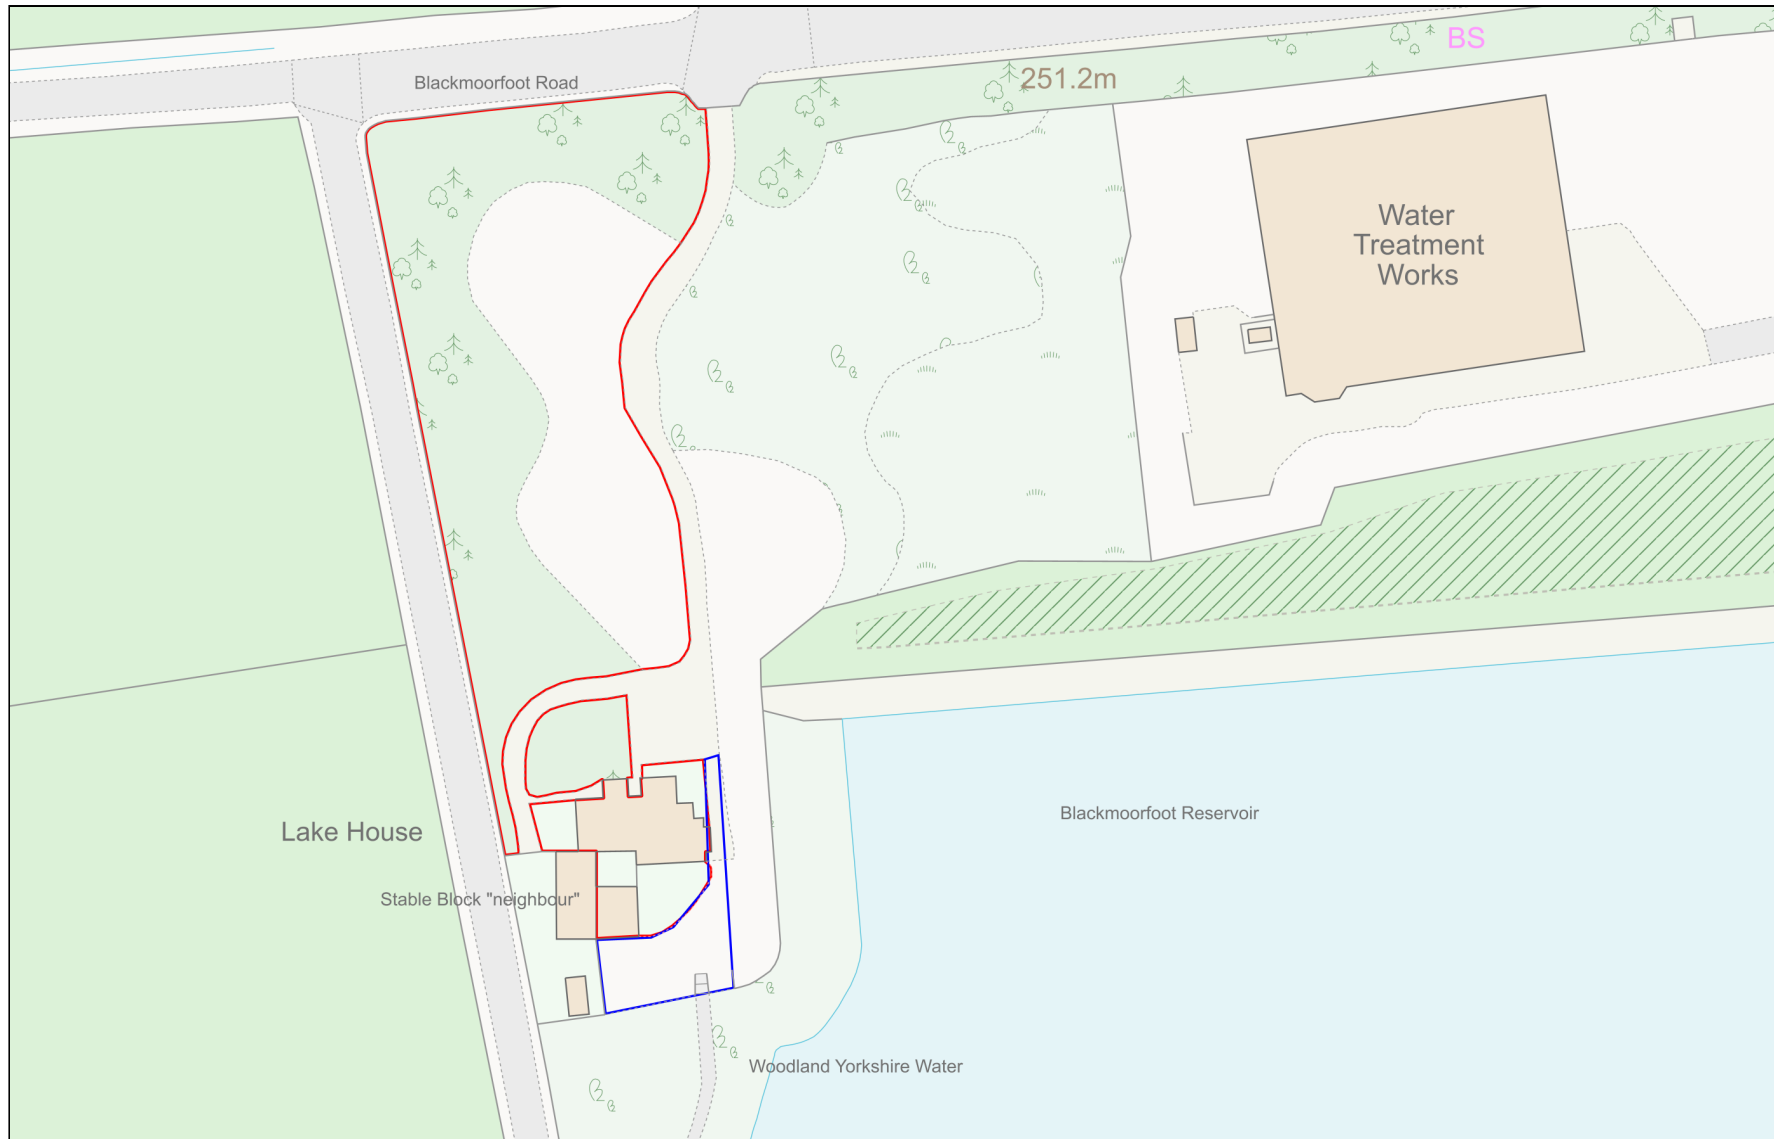 BS
251.2m
Blackmoorfoot Road
Water
Treatment
Works
Lake House
Blackmoorfoot Reservoir
Stable Block "neighbour"
Woodland Yorkshire Water